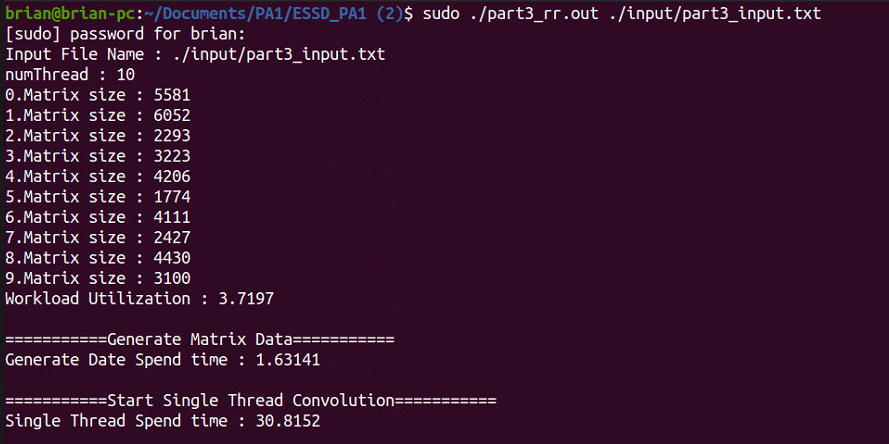 brian@brian-pc:~/Documents/PA1/ESSD_PA1 (2)$ sudo ./part3_rr.out ./input/part3_input.txt
[sudo] password for brian:
Input File Name : ./input/part3_input.txt
numThread : 10
0.Matrix size : 5581
1.Matrix size : 6052
2.Matrix size : 2293
3.Matrix size : 3223
4.Matrix size : 4206
5.Matrix size : 1774
6.Matrix size : 4111
7.Matrix size : 2427
8.Matrix size : 4430
9.Matrix size : 3100
Workload Utilization : 3.7197
===========Generate Matrix Data===========
Generate Date Spend time : 1.63141
===========Start Single Thread Convolution===========
Single Thread Spend time : 30.8152